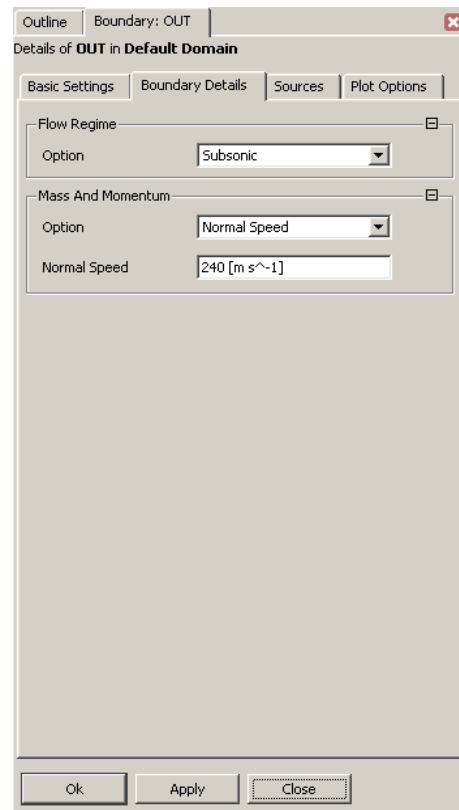 Outline Boundary: OUT
Details of OUT in Default Domain
Basic Settings Boundary Details Sources Plot Options
Flow Regime
Option Subsonic
Mass And Momentum
Option Normal Speed
Normal Speed 240 [m s^-1]
Ok Apply Close